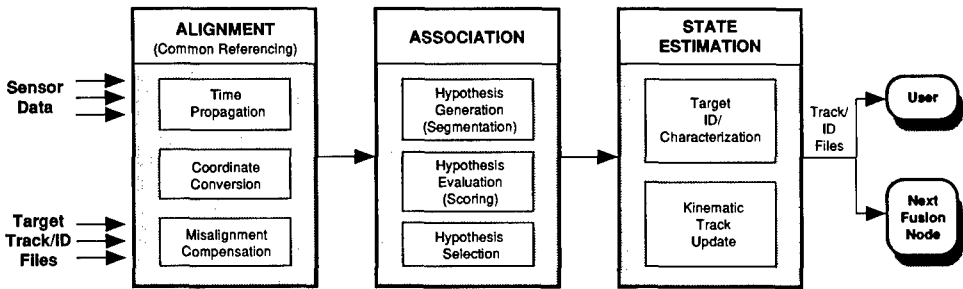 Sensor
Data
Target
Track/ID
Files
ALIGNMENT
(Common Referencing)
Time
Propagation
Coordinate
Conversion
Misalignment
Compensation
ASSOCIATION
Hypothesis
Generation
(Segmentation)
Hypothesis
Evaluation
(Scoring)
Hypothesis
Selection
STATE
ESTIMATION
Target
ID/
Characterization
Kinematic
Track
Update
Track/
ID
Files
User
Next
Fusion
Node